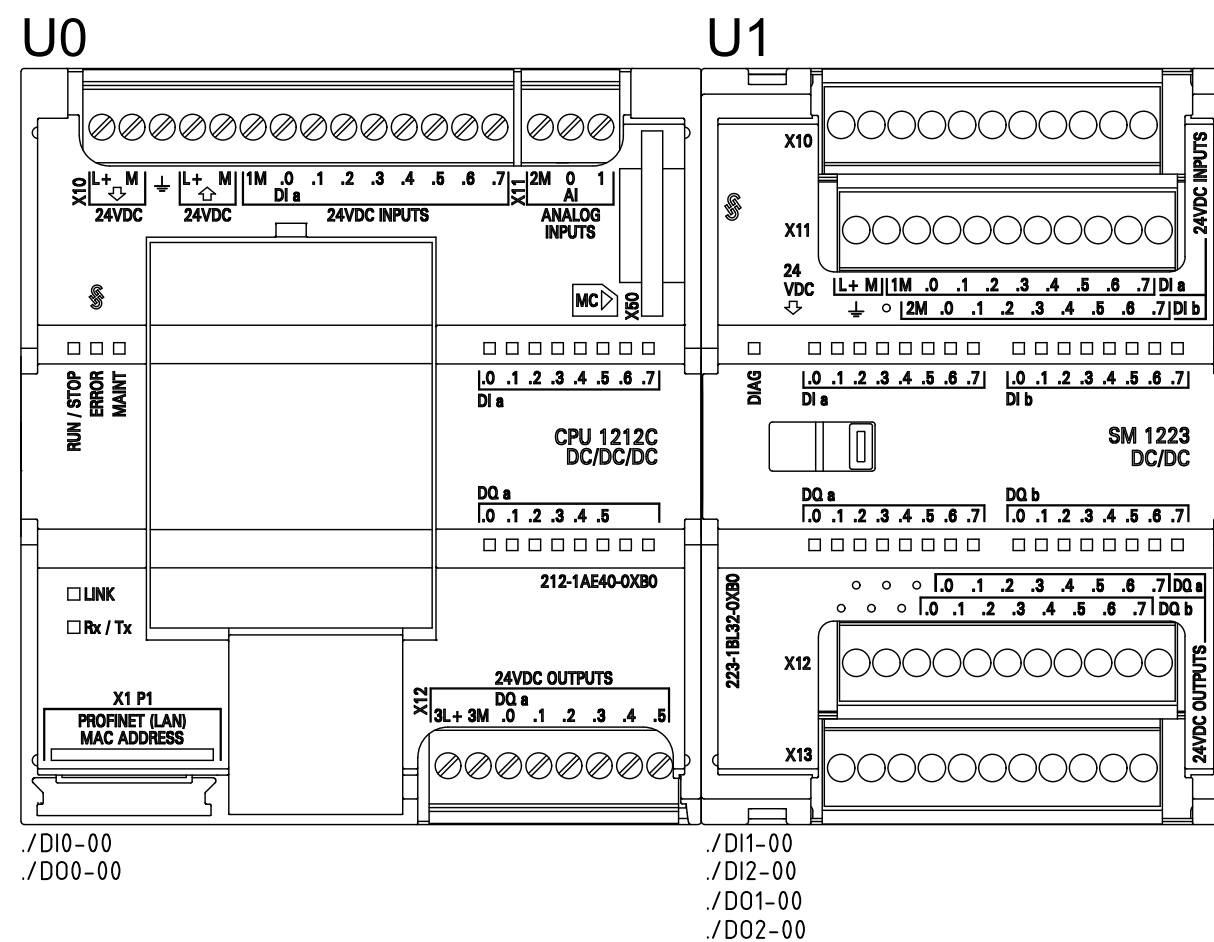 U0
X10
L+ M
24VDC
L+ M
24VDC
1M .0 .1 .2 .3 .4 .5 .6 .7
DI a
24VDC INPUTS
X11
2M 0 1
AI
ANALOG
INPUTS
MC
X50
RUN / STOP
ERROR
MAINT
.0 .1 .2 .3 .4 .5 .6 .7
DI a
CPU 1212C
DC/DC/DC
DQ a
.0 .1 .2 .3 .4 .5
212-1AE40-0XB0
LINK
Rx / Tx
X1 P1
PROFINET (LAN)
MAC ADDRESS
24VDC OUTPUTS
X12
DQ a
3L+ 3M .0 .1 .2 .3 .4 .5
./DI0-00
./DO0-00
U1
X10
24VDC INPUTS
X11
24
VDC
L+ M 1M .0 .1 .2 .3 .4 .5 .6 .7 DI a
2M .0 .1 .2 .3 .4 .5 .6 .7 DI b
DIAG
.0 .1 .2 .3 .4 .5 .6 .7
DI a
.0 .1 .2 .3 .4 .5 .6 .7
DI b
SM 1223
DC/DC
DQ a
.0 .1 .2 .3 .4 .5 .6 .7
DQ b
.0 .1 .2 .3 .4 .5 .6 .7
223-1BL32-0XB0
.0 .1 .2 .3 .4 .5 .6 .7 DQ a
.0 .1 .2 .3 .4 .5 .6 .7 DQ b
X12
24VDC OUTPUTS
X13
./DI1-00
./DI2-00
./DO1-00
./DO2-00